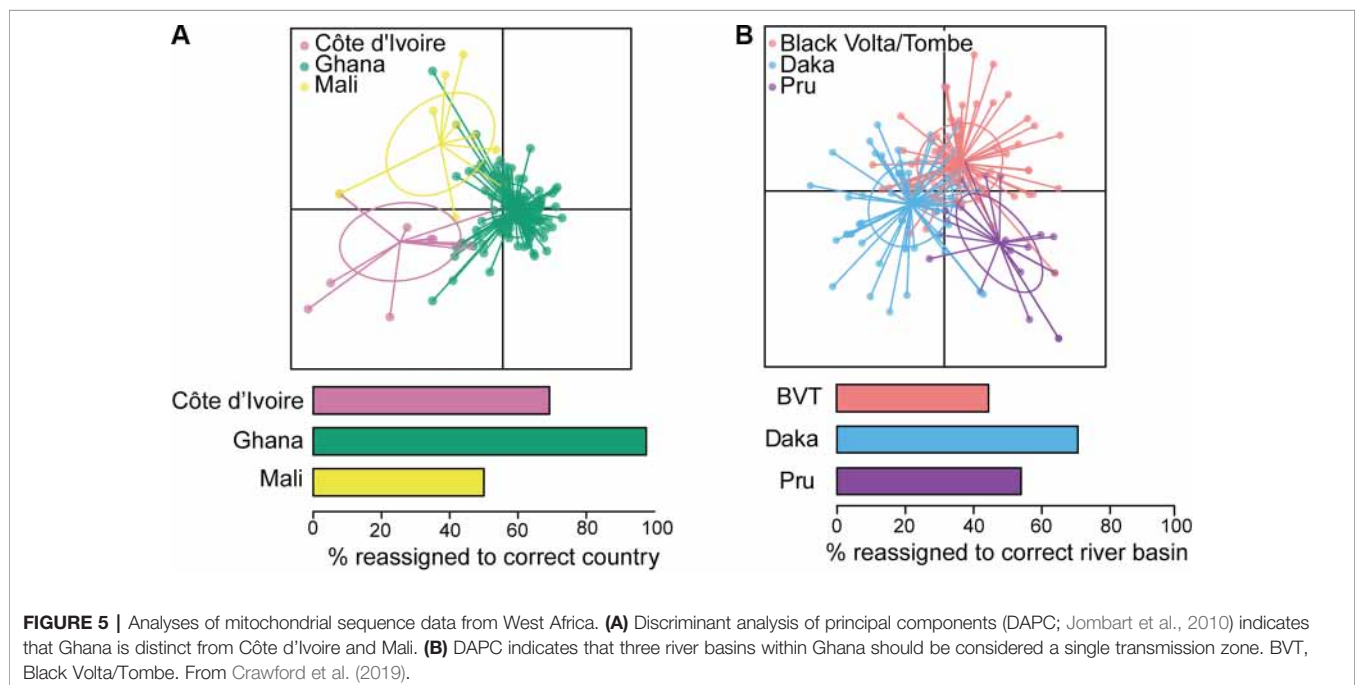 A
Côte d'Ivoire
Ghana
Mali
Côte d'Ivoire
Ghana
Mali
0 20 40 60 80 100
% reassigned to correct country
B
Black Volta/Tombe
Daka
Pru
BVT
Daka
Pru
0 20 40 60 80 100
% reassigned to correct river basin
FIGURE 5 | Analyses of mitochondrial sequence data from West Africa. (A) Discriminant analysis of principal components (DAPC; Jombart et al., 2010) indicates
that Ghana is distinct from Côte d'Ivoire and Mali. (B) DAPC indicates that three river basins within Ghana should be considered a single transmission zone. BVT,
Black Volta/Tombe. From Crawford et al. (2019).